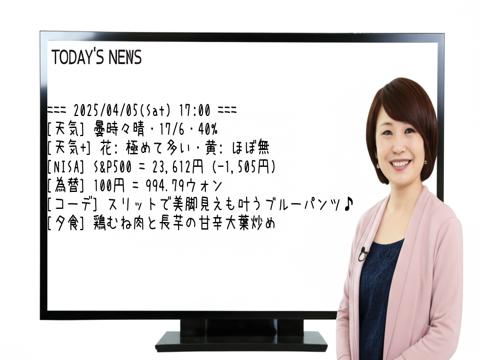 TODAY'S NEWS
=== 2025/04/05(Sat) 17:00 ===
[天気] 曇時々晴・17/6・40%
[天気+] 花: 極めて多い・黄: ほぼ無
[NISA] S&P500 = 23,612円 (-1,505円)
[為替] 100円 = 994.79ウォン
[コーデ] スリットで美脚見えも叶うブルーパンツ♪
[夕食] 鶏むね肉と長芋の甘辛大葉炒め